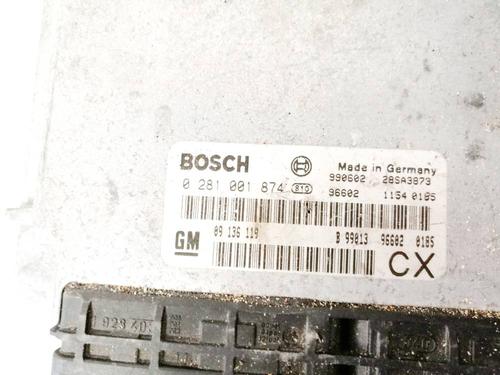 BOSCH
Made in Germany
0 281 001 874 810
990602 28SA3873
96602 1154 0185
GM
09 136 119
B 99013 96602 0185
CX